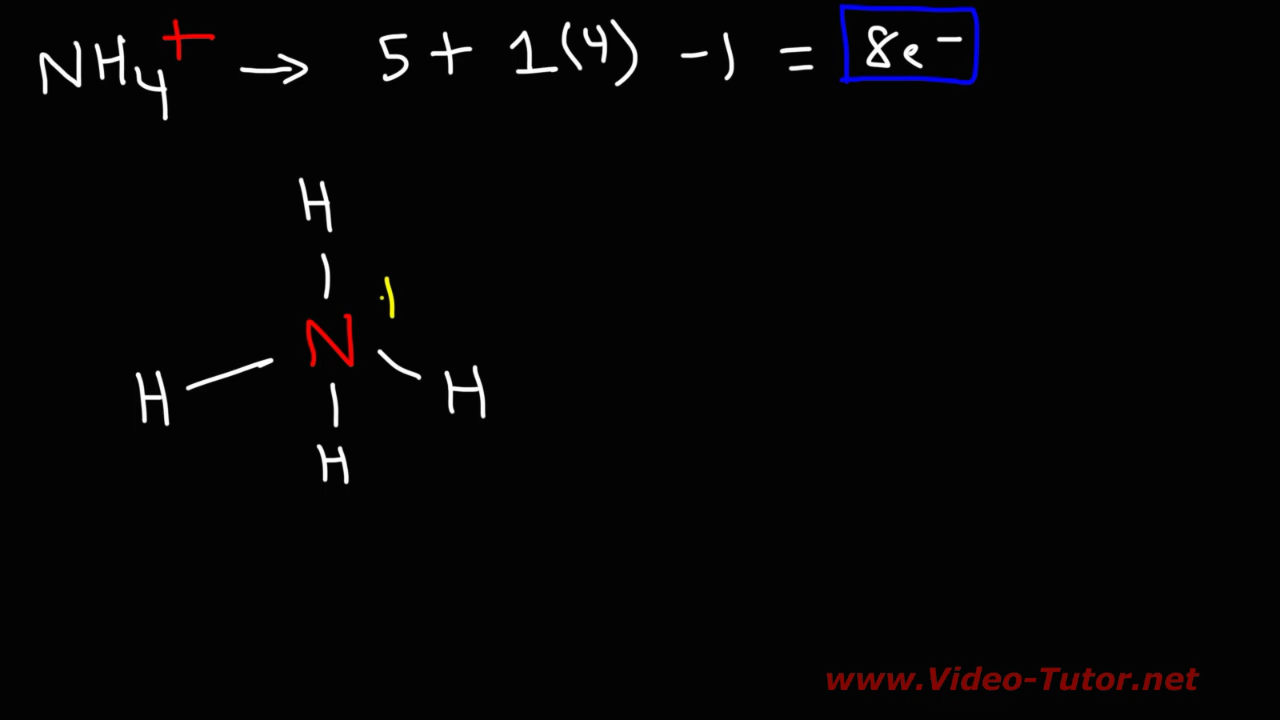 NH₄⁺ → 5 + 1(4) - 1 = 8e⁻
H
N
H H
H
www.Video-Tutor.net